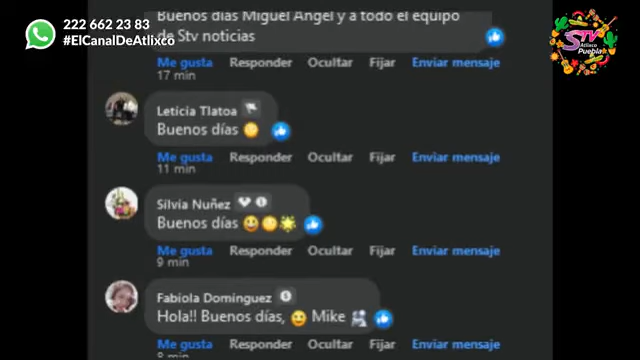 222 662 23 83
#ElCanalDeAtlixco
STV
Atlixco
Puebla
Buenos días Miguel Angel y a todo el equipo
de Stv noticias
Me gusta Responder Ocultar Fijar Enviar mensaje
17 min
Leticia Tlatoa
Buenos días
Me gusta Responder Ocultar Fijar Enviar mensaje
11 min
Silvia Nuñez
Buenos días
Me gusta Responder Ocultar Fijar Enviar mensaje
9 min
Fabiola Domínguez
Hola!! Buenos días, Mike
Me gusta Responder Ocultar Fijar Enviar mensaje
8 min